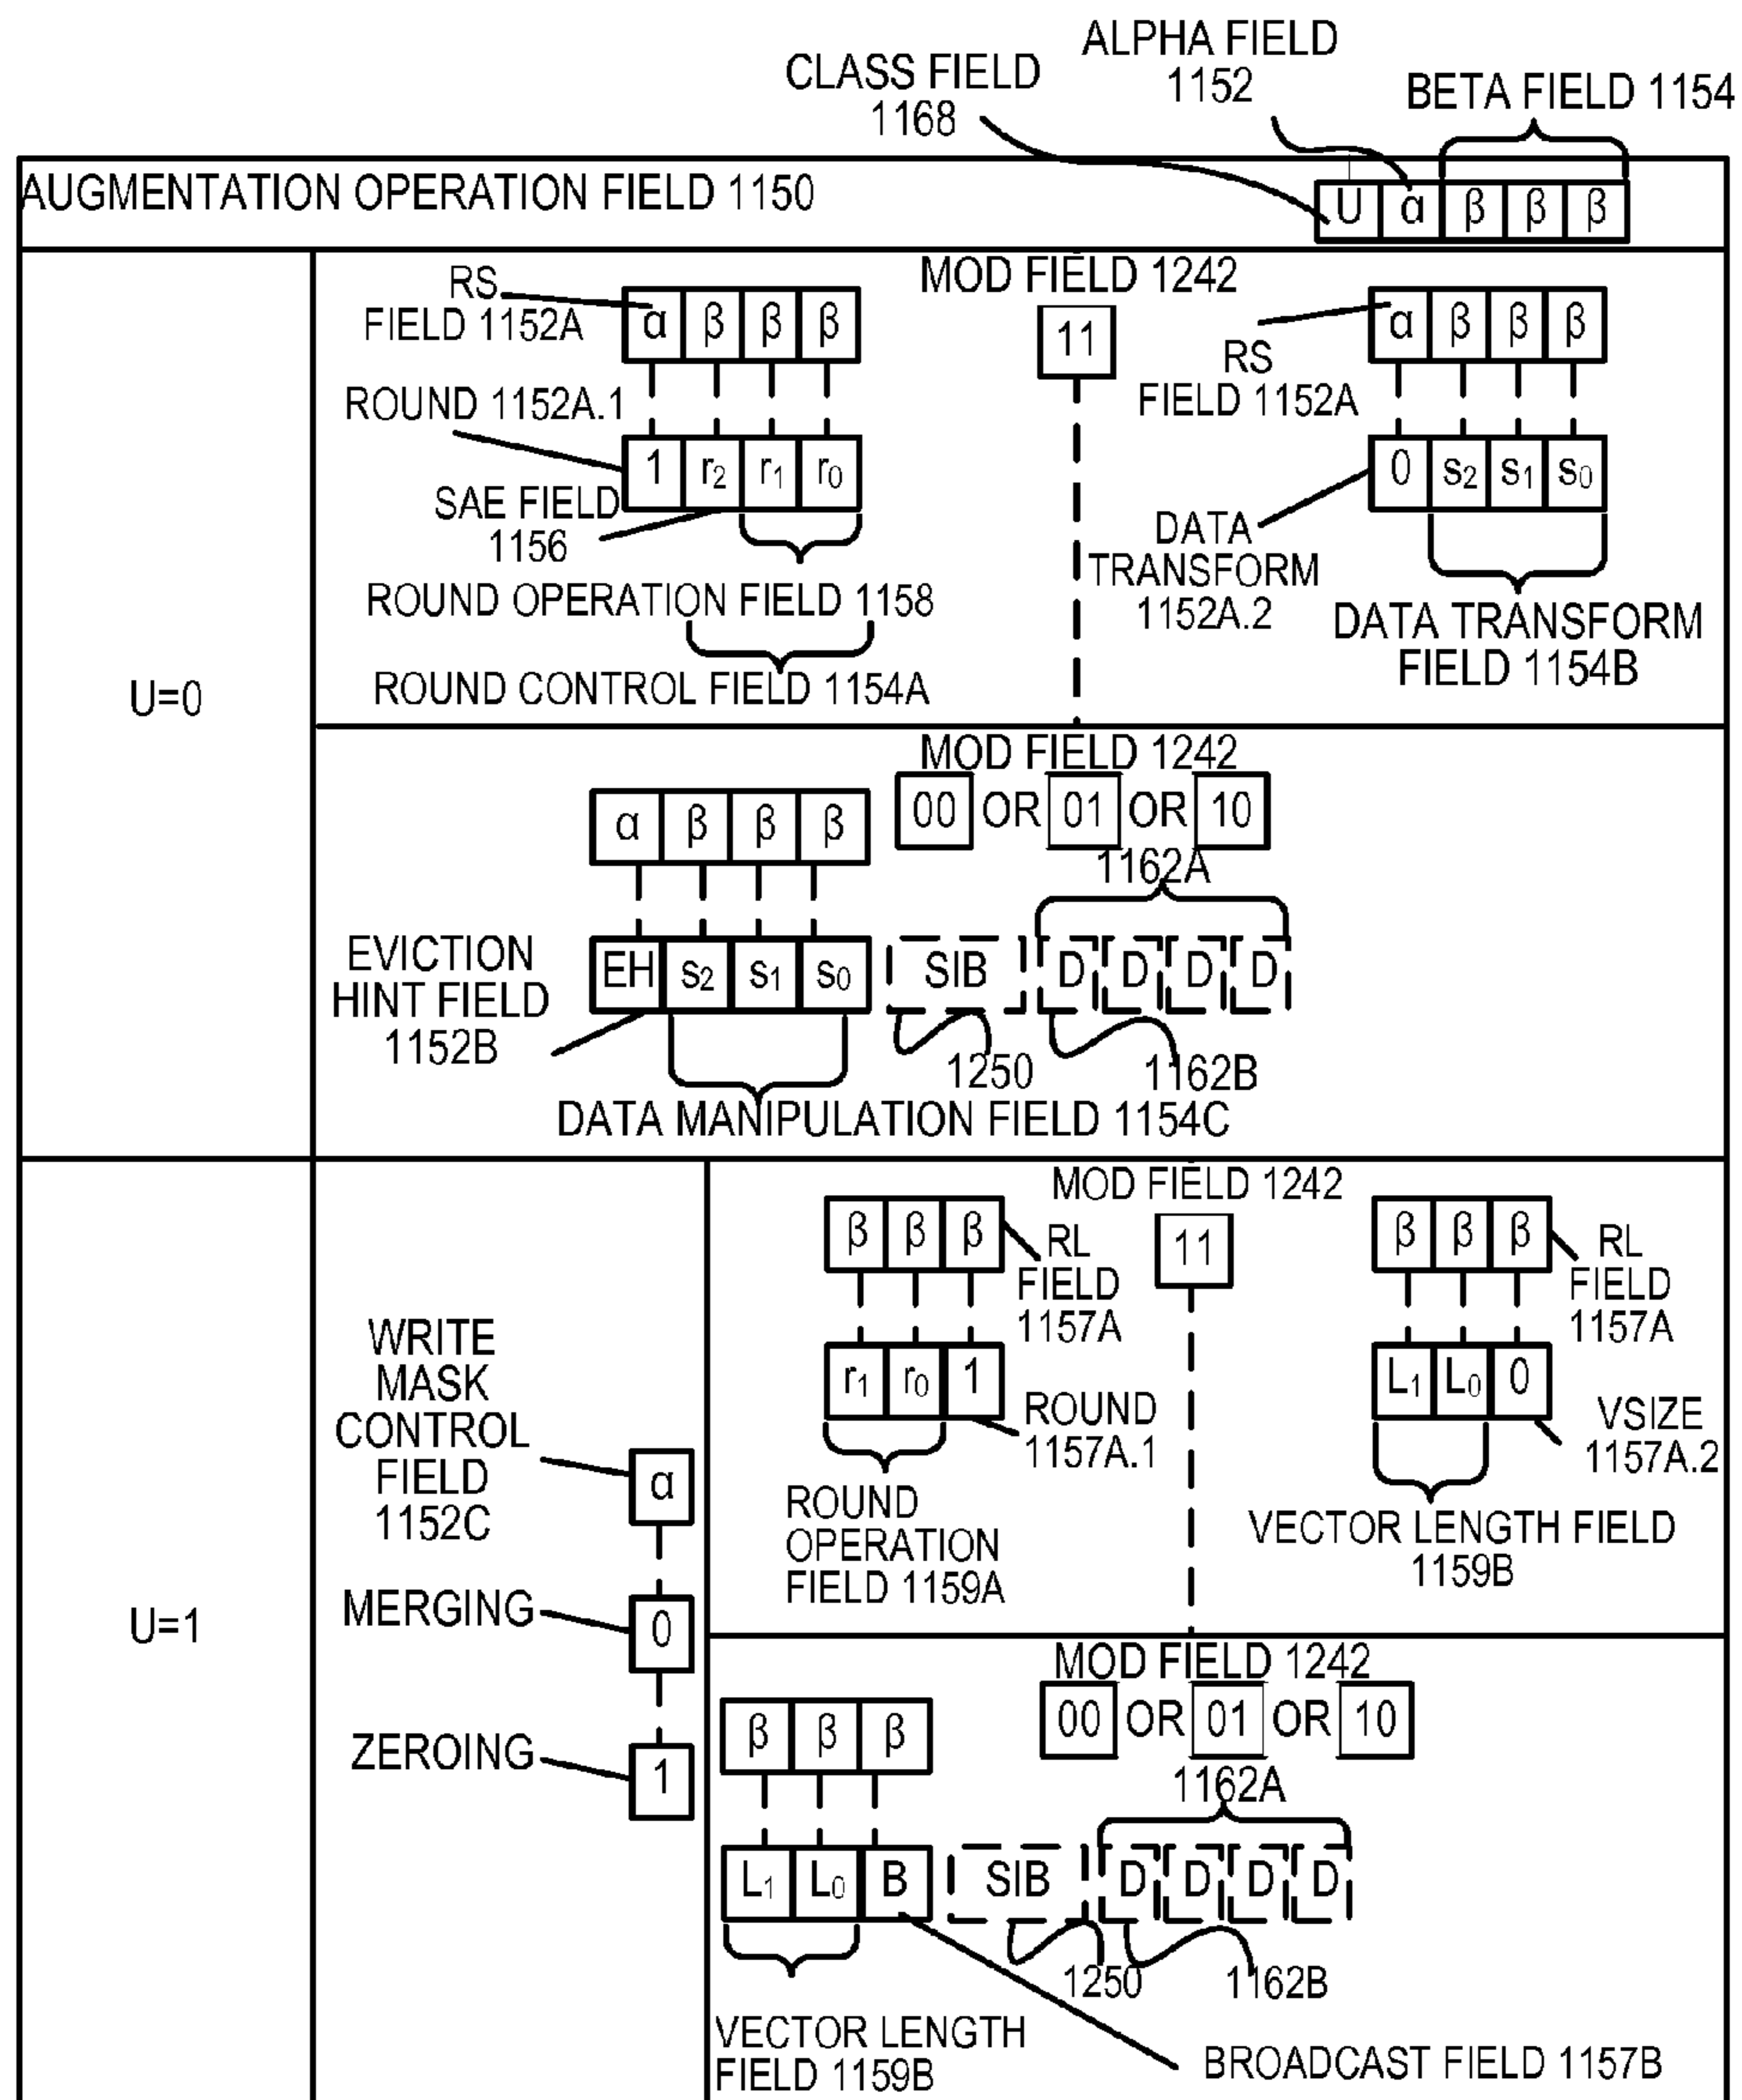 CLASS FIELD
1168
ALPHA FIELD
1152
BETA FIELD 1154
AUGMENTATION OPERATION FIELD 1150
U α β β β
U=0
RS
FIELD 1152A
α β β β
ROUND 1152A.1
1 r2 r1 r0
SAE FIELD
1156
ROUND OPERATION FIELD 1158
ROUND CONTROL FIELD 1154A
MOD FIELD 1242
11
α β β β
RS
FIELD 1152A
0 s2 s1 s0
DATA
TRANSFORM
1152A.2
DATA TRANSFORM
FIELD 1154B
MOD FIELD 1242
00 OR 01 OR 10
α β β β
1162A
EVICTION
HINT FIELD
1152B
EH s2 s1 s0 SIB D D D D
1250
1162B
DATA MANIPULATION FIELD 1154C
U=1
WRITE
MASK
CONTROL
FIELD
1152C
α
MERGING
0
ZEROING
1
MOD FIELD 1242
11
β β β
RL
FIELD
1157A
r1 r0 1
ROUND
1157A.1
ROUND
OPERATION
FIELD 1159A
β β β
RL
FIELD
1157A
L1 L0 0
VSIZE
1157A.2
VECTOR LENGTH FIELD
1159B
MOD FIELD 1242
00 OR 01 OR 10
β β β
1162A
L1 L0 B SIB D D D D
1250
1162B
VECTOR LENGTH
FIELD 1159B
BROADCAST FIELD 1157B